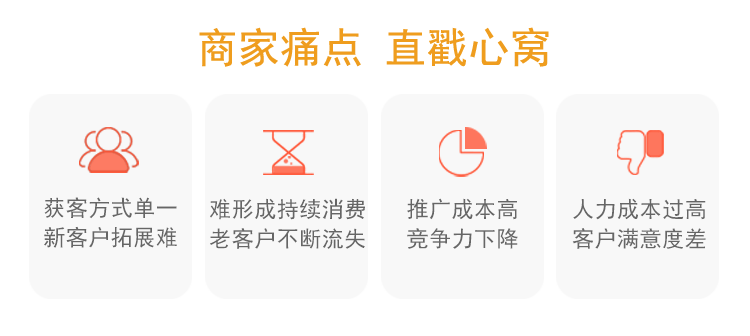 商家痛点 直戳心窝
获客方式单一
新客户拓展难
难形成持续消费
老客户不断流失
推广成本高
竞争力下降
人力成本过高
客户满意度差